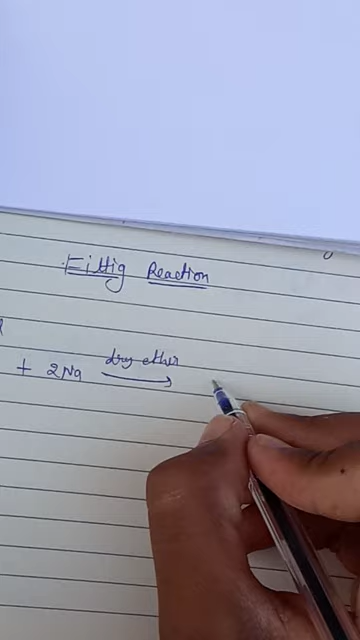 Fittig Reaction
+ 2Na dry ether